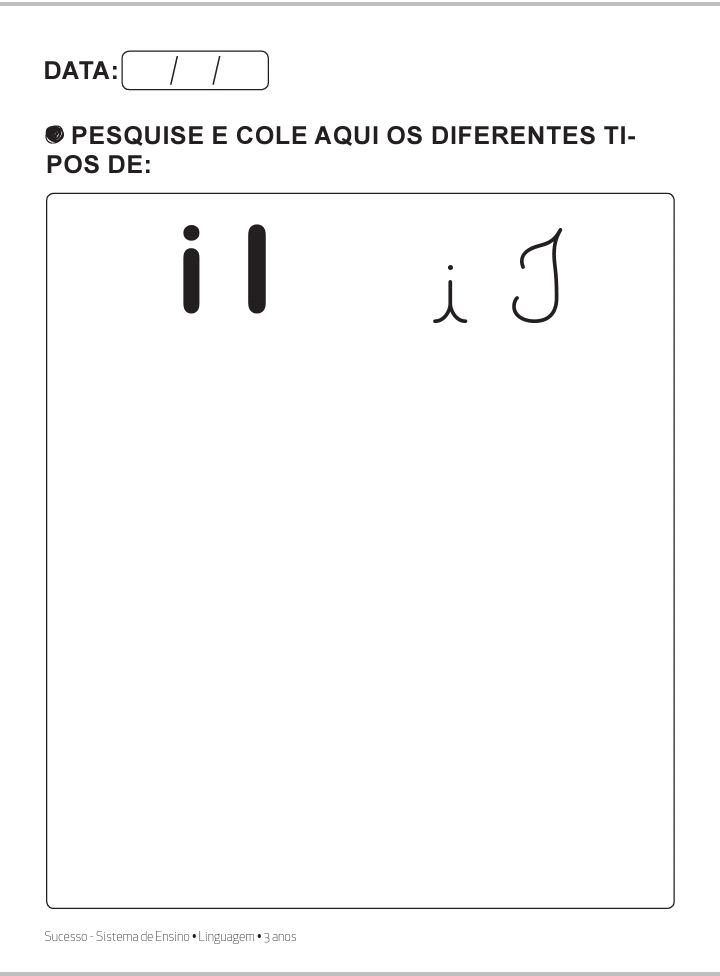 DATA: / /
PESQUISE E COLE AQUI OS DIFERENTES TI-
POS DE:
i I i I
Sucesso - Sistema de Ensino • Linguagem • 3 anos